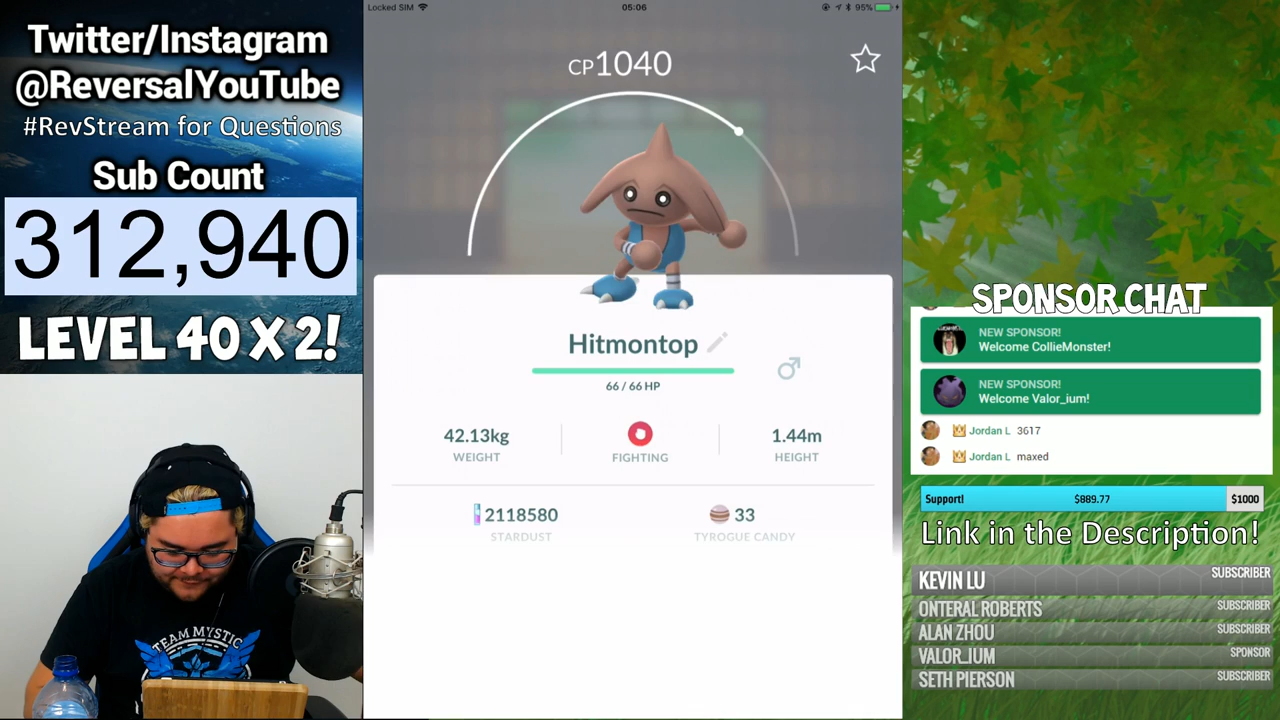 Twitter/Instagram
@ReversalYouTube
#RevStream for Questions
Sub Count
312,940
LEVEL 40 X 2!
TEAM MYSTIC
Locked SIM
05:06
95%
CP1040
Hitmontop
66 / 66 HP
42.13kg
WEIGHT
FIGHTING
1.44m
HEIGHT
2118580
STARDUST
33
TYROGUE CANDY
SPONSOR CHAT
NEW SPONSOR!
Welcome CollieMonster!
NEW SPONSOR!
Welcome Valor_ium!
Jordan L 3617
Jordan L maxed
Support! $889.77 $1000
Link in the Description!
KEVIN LU SUBSCRIBER
ONTERAL ROBERTS SUBSCRIBER
ALAN ZHOU SUBSCRIBER
VALOR_IUM SPONSOR
SETH PIERSON SUBSCRIBER